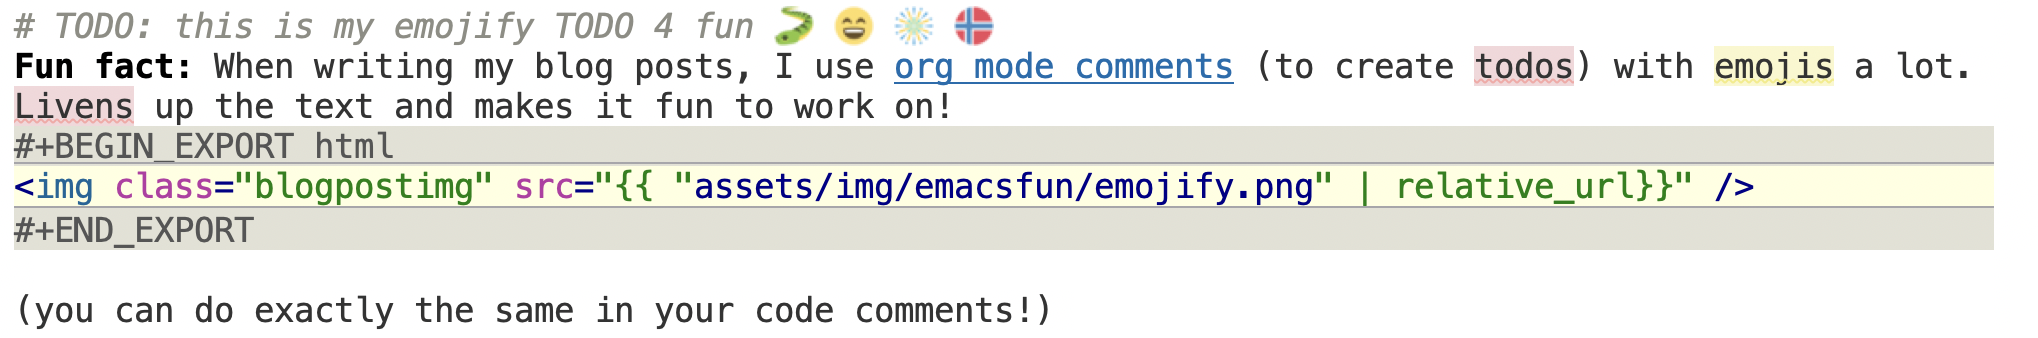 # TODO: this is my emojify TODO 4 fun 🐛 😄 🎆 🇳🇴
Fun fact: When writing my blog posts, I use org mode comments (to create todos) with emojis a lot.
Livens up the text and makes it fun to work on!
#+BEGIN_EXPORT html
<img class="blogpostimg" src="{{ "assets/img/emacsfun/emojify.png" | relative_url}}" />
#+END_EXPORT
(you can do exactly the same in your code comments!)